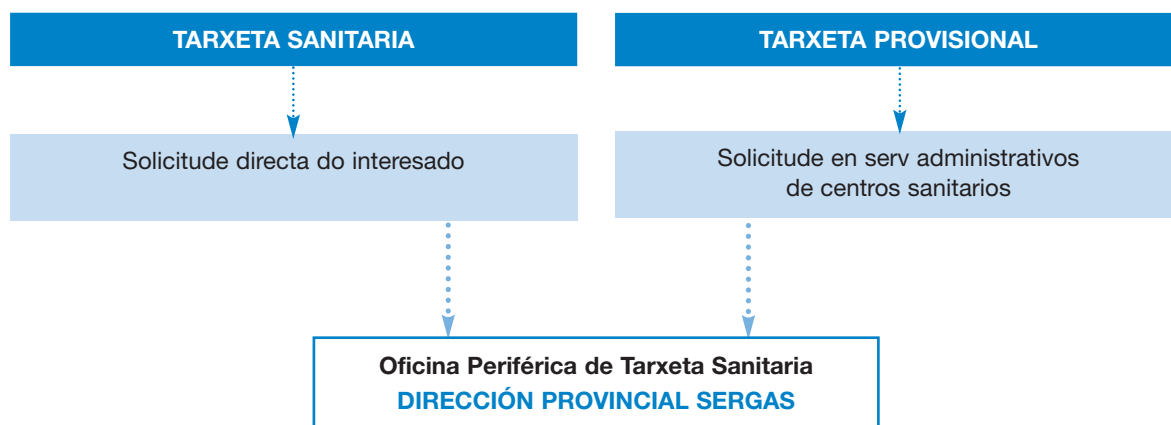 TARXETA SANITARIA
Solicitude directa do interesado
TARXETA PROVISIONAL
Solicitude en serv administrativos
de centros sanitarios
Oficina Periférica de Tarxeta Sanitaria
DIRECCIÓN PROVINCIAL SERGAS